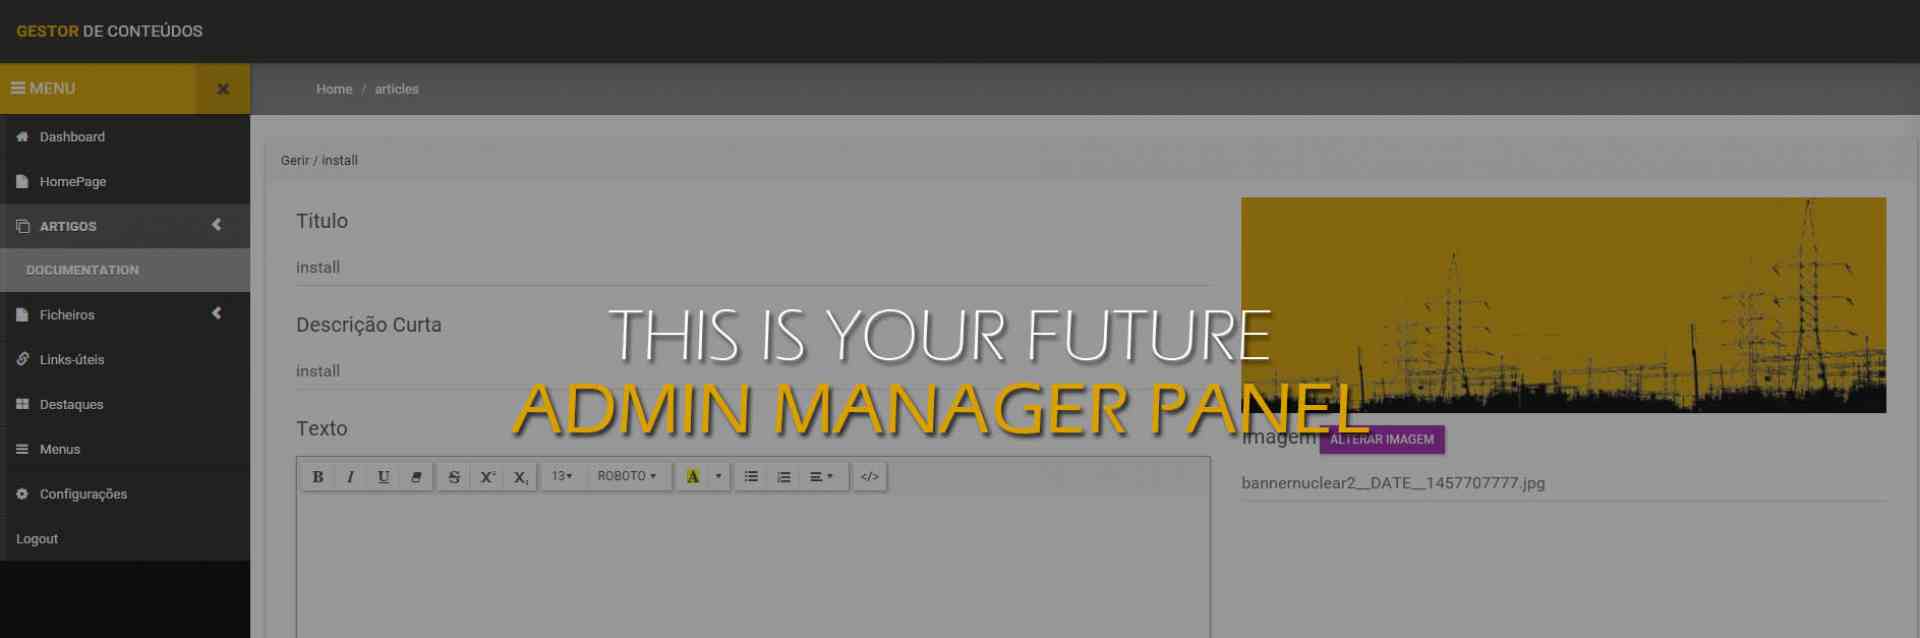 GESTOR DE CONTEÚDOS
MENU
Home / articles
Dashboard
HomePage
ARTIGOS
DOCUMENTATION
Ficheiros
Links-úteis
Destaques
Menus
Configurações
Logout
Gerir / install
Título
install
Descrição Curta
install
THIS IS YOUR FUTURE
ADMIN MANAGER PANEL
Texto
B I U S X² X₁ 13 ROBOTO A </>
Imagem ALTERAR IMAGEM
bannernuclear2__DATE__1457707777.jpg